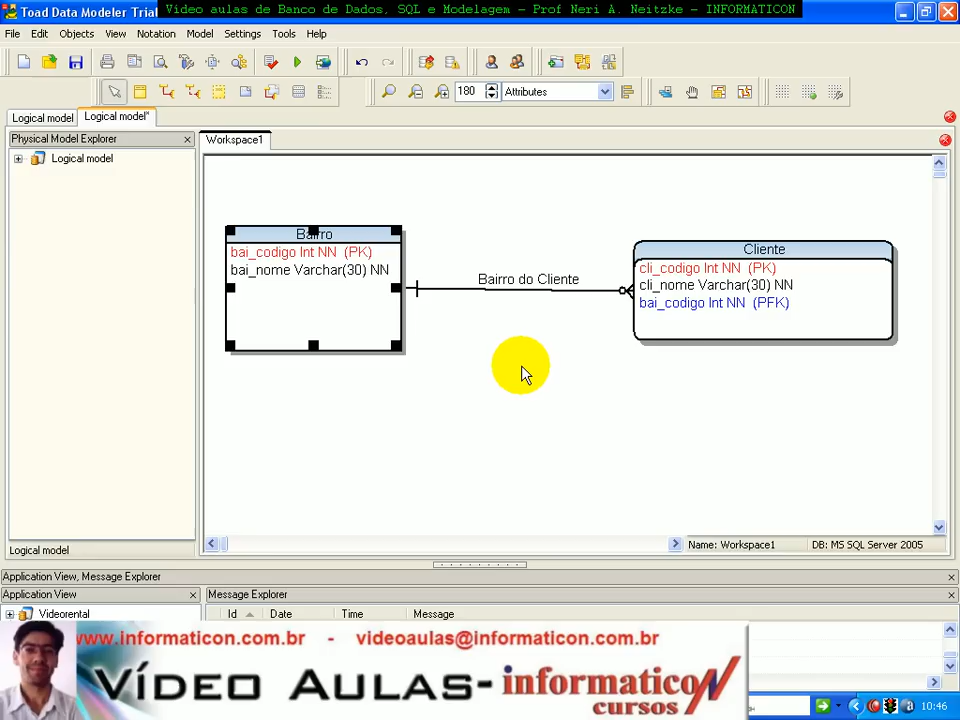 Toad Data Modeler Trial
Vídeo aulas de Banco de Dados, SQL e Modelagem - Prof Neri A. Neitzke - INFORMATICON
File Edit Objects View Notation Model Settings Tools Help
180 Attributes
Logical model Logical model*
Physical Model Explorer
Workspace1
Logical model
Bairro
bai_codigo Int NN (PK)
bai_nome Varchar(30) NN
Bairro do Cliente
Cliente
cli_codigo Int NN (PK)
cli_nome Varchar(30) NN
bai_codigo Int NN (PFK)
Logical model
Name: Workspace1
DB: MS SQL Server 2005
Application View, Message Explorer
Application View
Message Explorer
Videorental
Id Date Time Message
www.informaticon.com.br - videoaulas@informaticon.com.br
Vídeo Aulas- informaticon
cursos
10:46